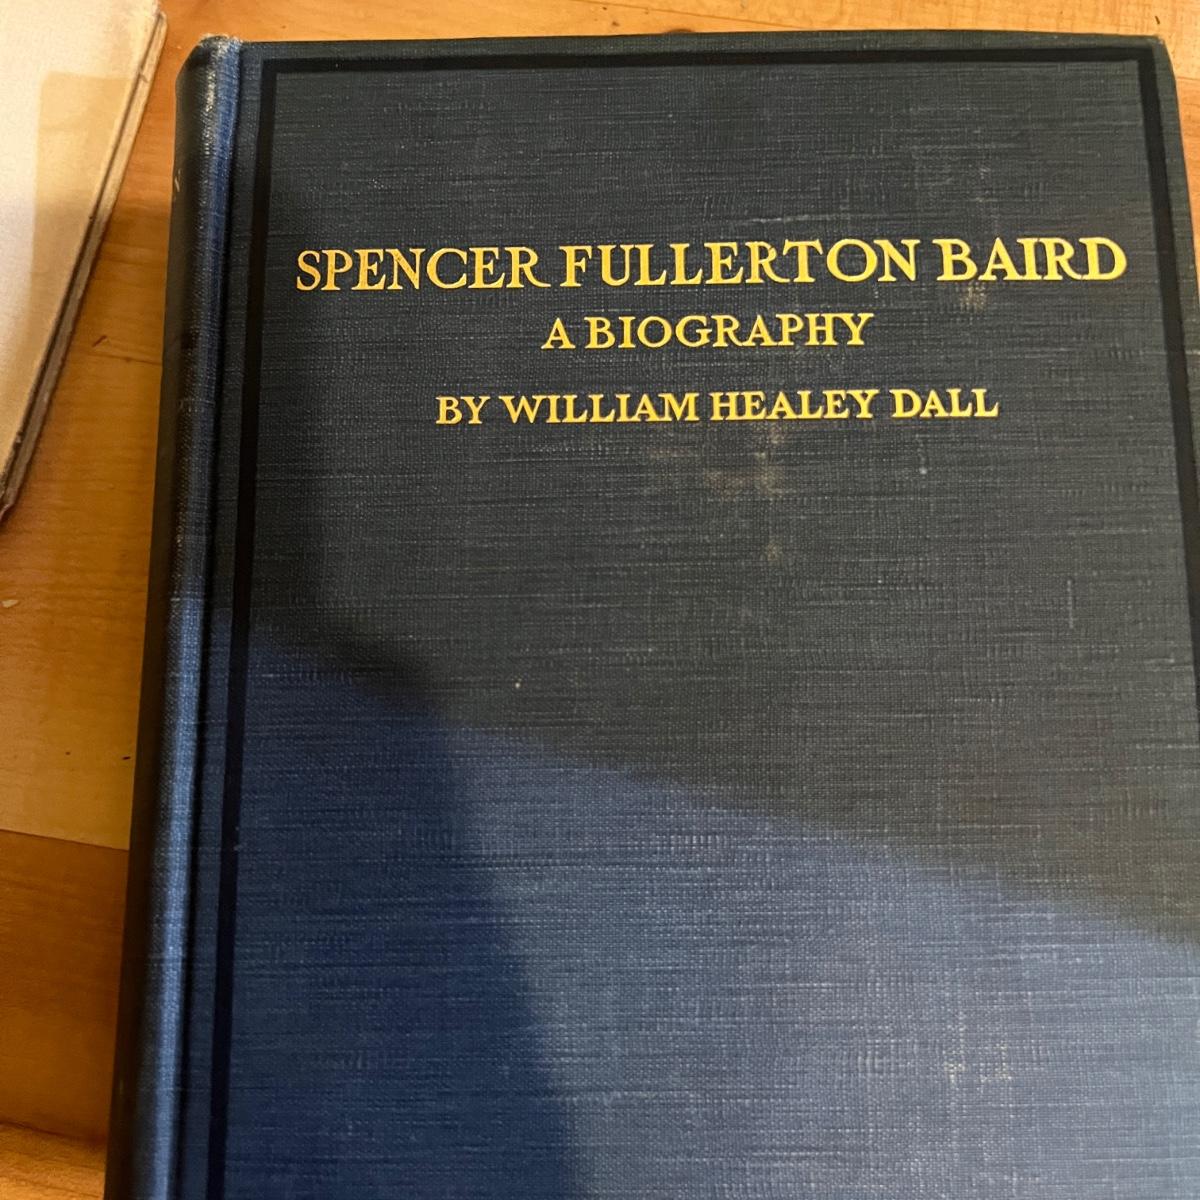 SPENCER FULLERTON BAIRD
A BIOGRAPHY
BY WILLIAM HEALEY DALL